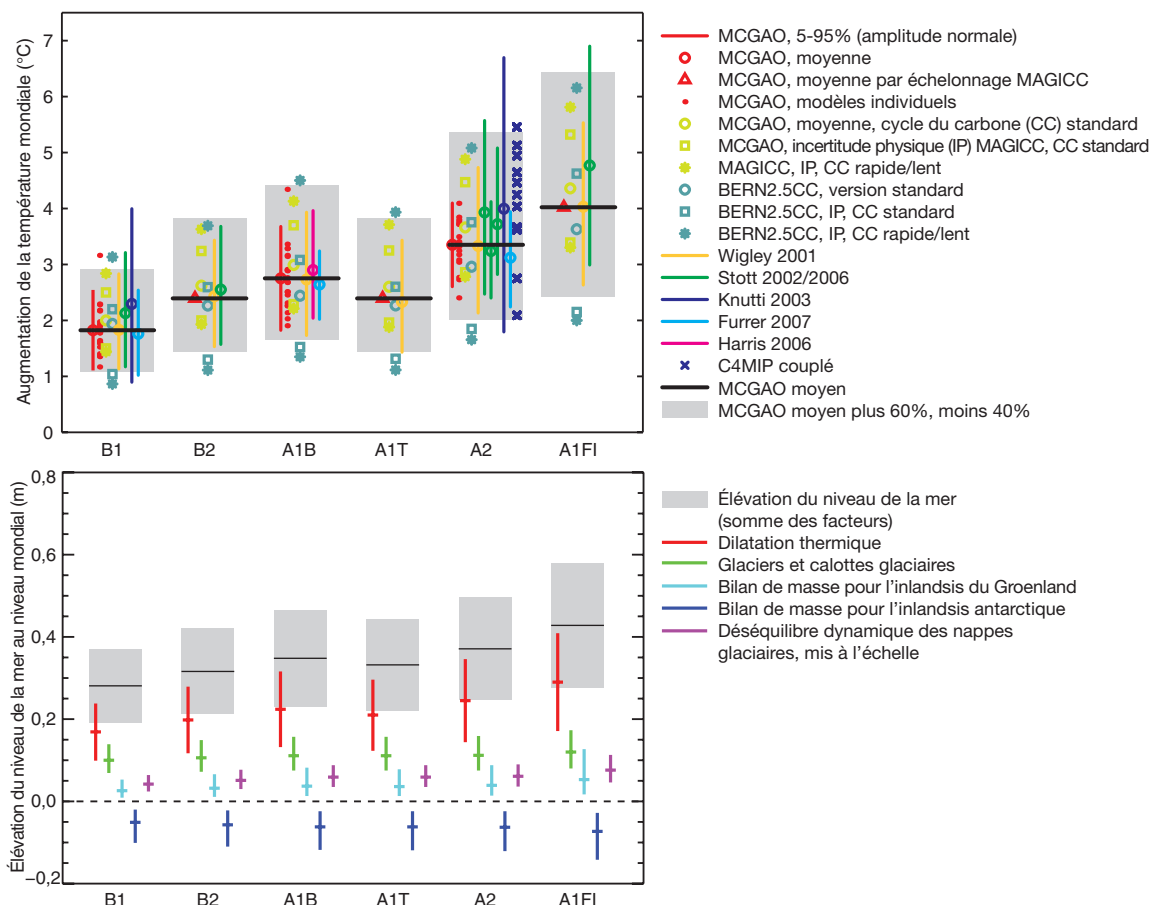 Augmentation de la température mondiale (°C)
7
6
5
4
3
2
1
0
B1 B2 A1B A1T A2 A1FI
MCGAO, 5-95% (amplitude normale)
MCGAO, moyenne
MCGAO, moyenne par échelonnage MAGICC
MCGAO, modèles individuels
MCGAO, moyenne, cycle du carbone (CC) standard
MCGAO, incertitude physique (IP) MAGICC, CC standard
MAGICC, IP, CC rapide/lent
BERN2.5CC, version standard
BERN2.5CC, IP, CC standard
BERN2.5CC, IP, CC rapide/lent
Wigley 2001
Stott 2002/2006
Knutti 2003
Furrer 2007
Harris 2006
C4MIP couplé
MCGAO moyen
MCGAO moyen plus 60%, moins 40%
Élévation du niveau de la mer au niveau mondial (m)
0,8
0,6
0,4
0,2
0,0
−0,2
B1 B2 A1B A1T A2 A1FI
Élévation du niveau de la mer
(somme des facteurs)
Dilatation thermique
Glaciers et calottes glaciaires
Bilan de masse pour l'inlandsis du Groenland
Bilan de masse pour l'inlandsis antarctique
Déséquilibre dynamique des nappes
glaciaires, mis à l'échelle